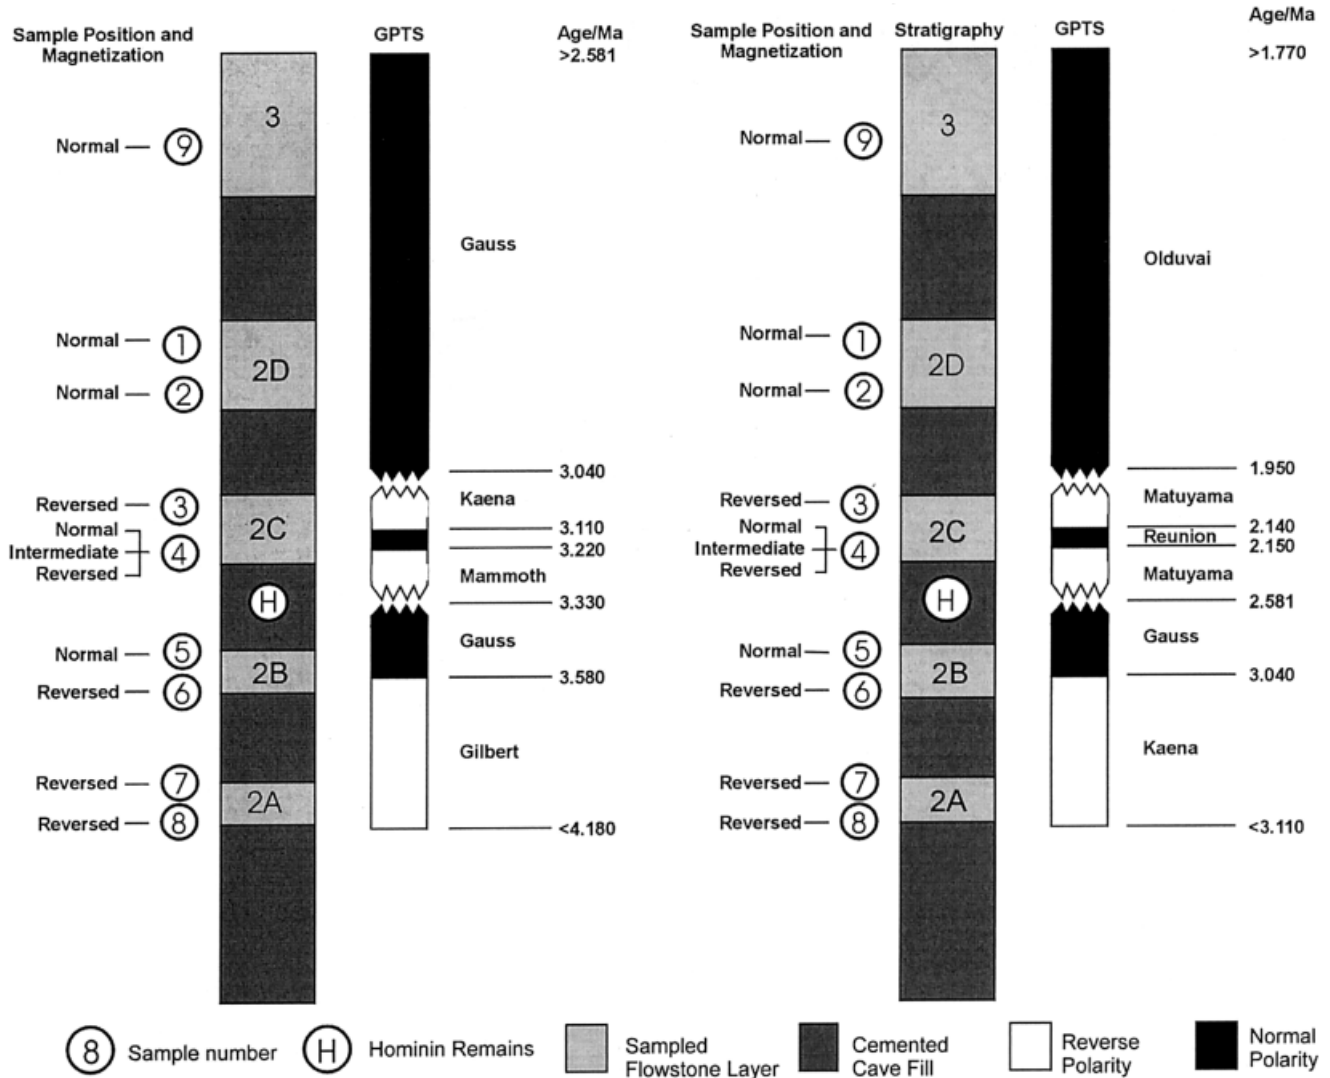 Sample Position and
Magnetization
GPTS
Age/Ma
>2.581
3
Normal
9
Gauss
Normal
1
2D
Normal
2
3.040
Reversed
3
Kaena
2C
Normal
3.110
Intermediate
4
3.220
Reversed
Mammoth
H
3.330
Normal
5
Gauss
2B
3.580
Reversed
6
Gilbert
Reversed
7
2A
Reversed
8
<4.180
Sample Position and
Magnetization
Stratigraphy
GPTS
Age/Ma
>1.770
3
Normal
9
Olduvai
Normal
1
2D
Normal
2
1.950
Reversed
3
Matuyama
2C
Normal
2.140
Intermediate
4
Reunion
2.150
Reversed
Matuyama
H
2.581
Normal
5
Gauss
2B
3.040
Reversed
6
Kaena
Reversed
7
2A
Reversed
8
<3.110
8
Sample number
H
Hominin Remains
Sampled
Flowstone Layer
Cemented
Cave Fill
Reverse
Polarity
Normal
Polarity